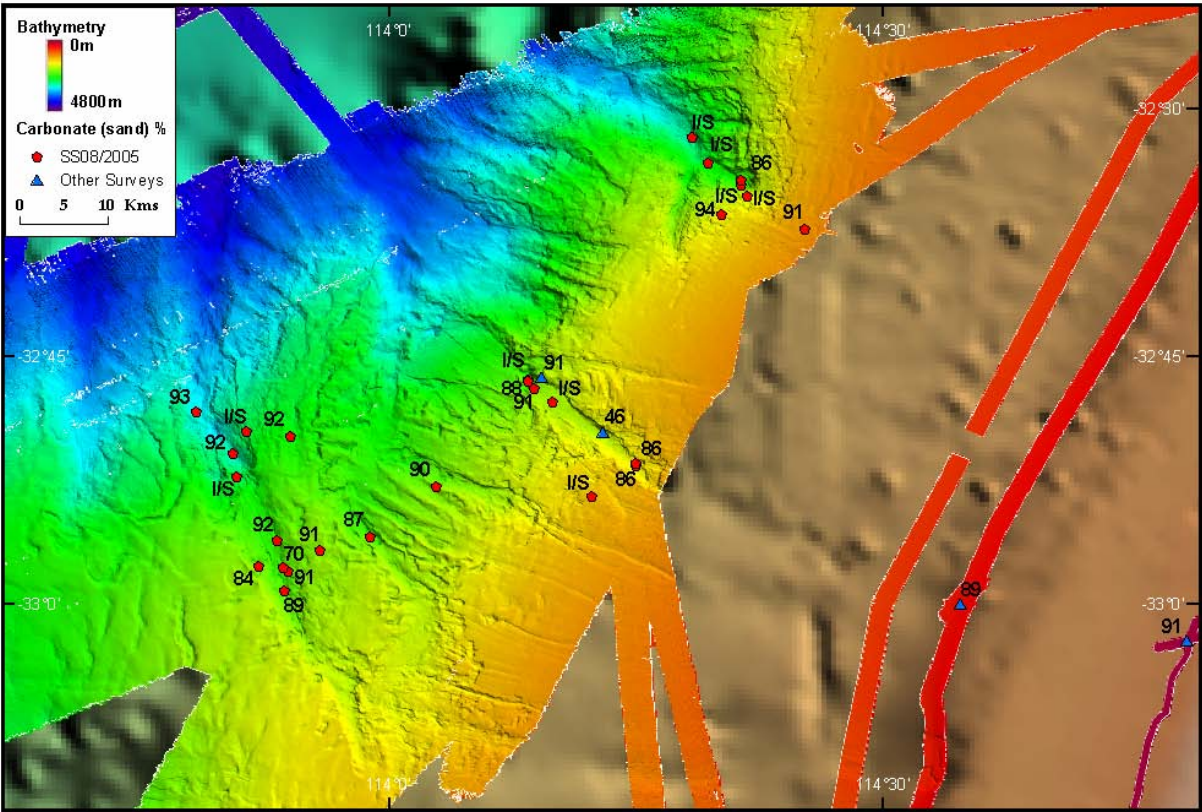 Bathymetry
0m
4800m
Carbonate (sand) %
SS08/2005
Other Surveys
0 5 10 Kms
114°0'
114°30'
-32°30'
I/S
I/S
86
I/S
I/S
94
91
-32°45'
-32°45'
I/S
91
88
I/S
91
93
I/S
92
46
92
86
90
86
I/S
I/S
92
91
87
70
84
91
89
-33°0'
89
-33°0'
91
114°0'
114°30'